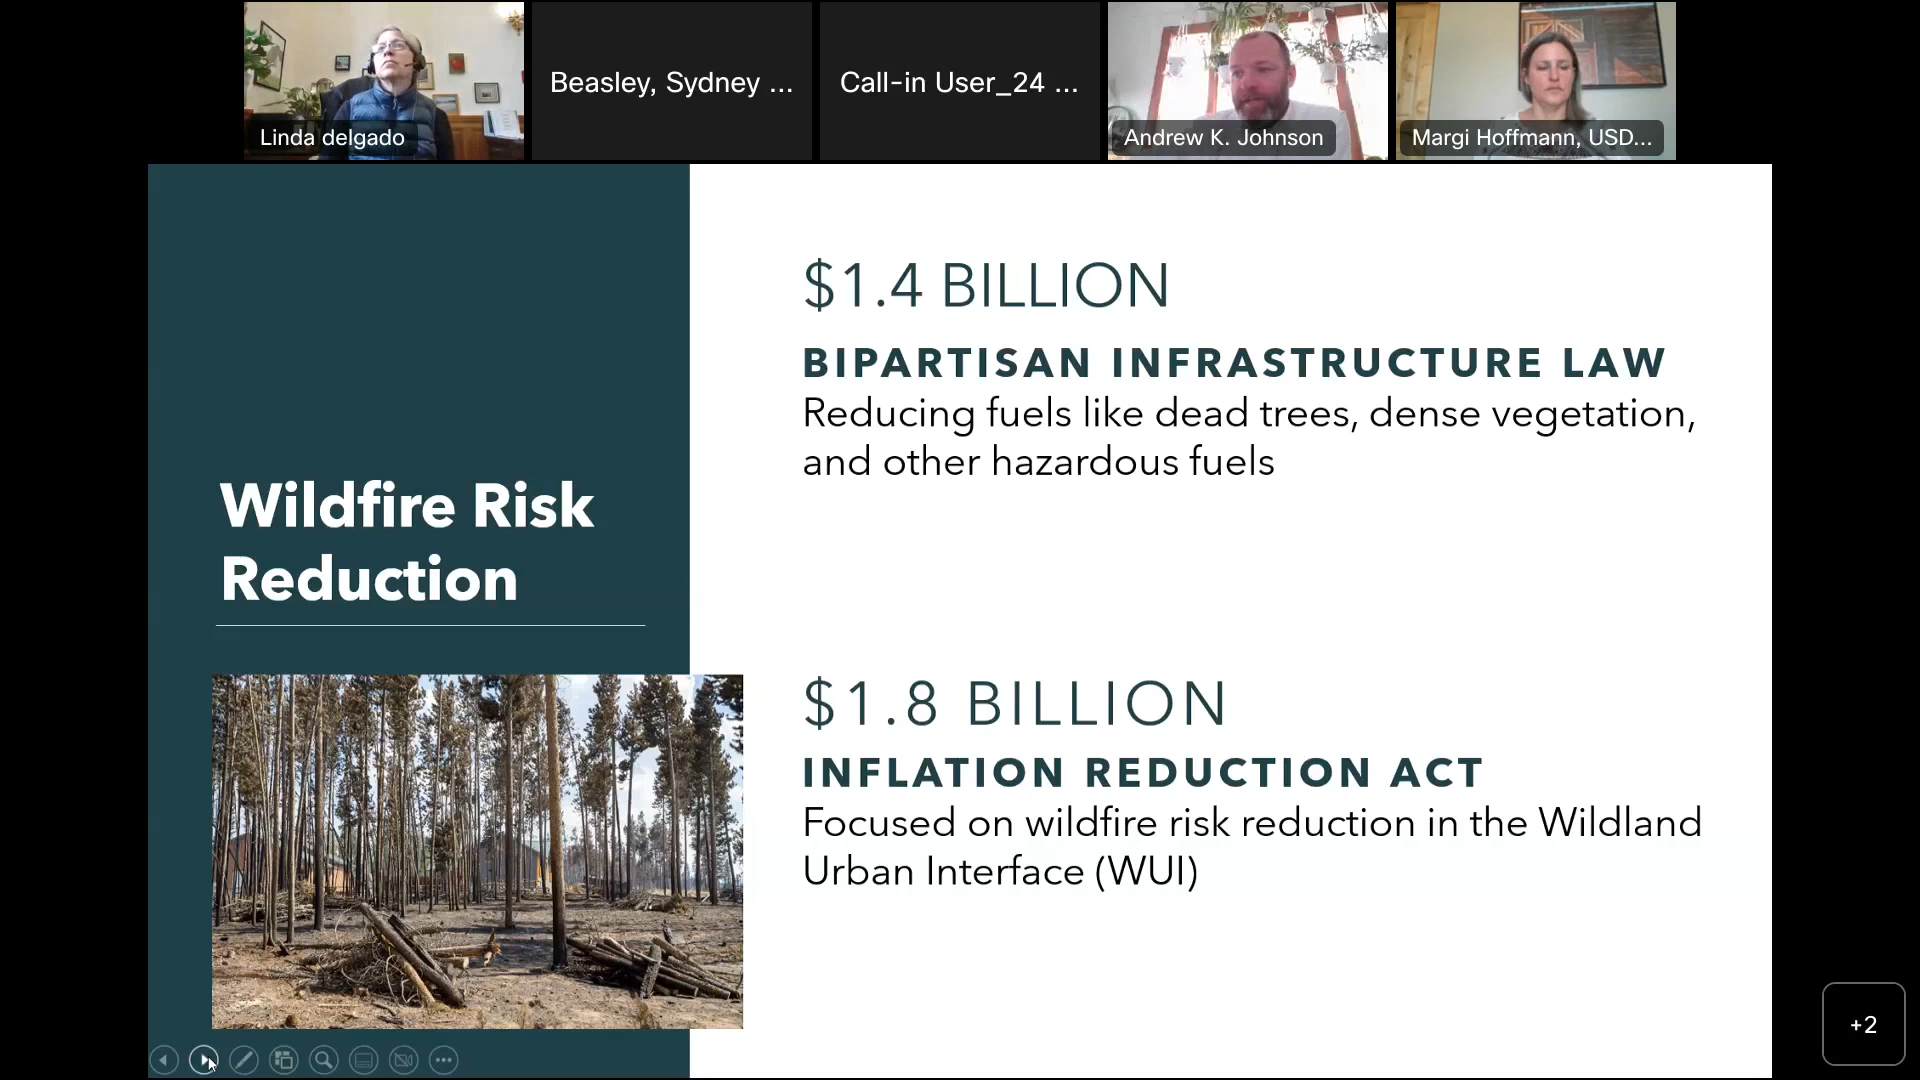 Linda delgado
Beasley, Sydney ...
Call-in User_24 ...
Andrew K. Johnson
Margi Hoffmann, USD...
Wildfire Risk
Reduction
$1.4 BILLION
BIPARTISAN INFRASTRUCTURE LAW
Reducing fuels like dead trees, dense vegetation,
and other hazardous fuels
$1.8 BILLION
INFLATION REDUCTION ACT
Focused on wildfire risk reduction in the Wildland
Urban Interface (WUI)
+2